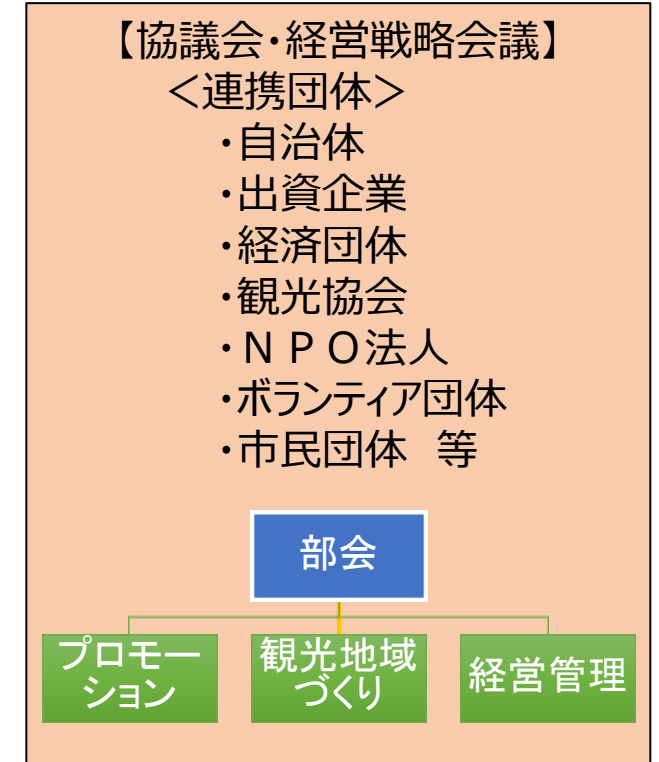 【協議会・経営戦略会議】
＜連携団体＞
・自治体
・出資企業
・経済団体
・観光協会
・ＮＰＯ法人
・ボランティア団体
・市民団体　等
部会
プロモー
ション
観光地域
づくり
経営管理